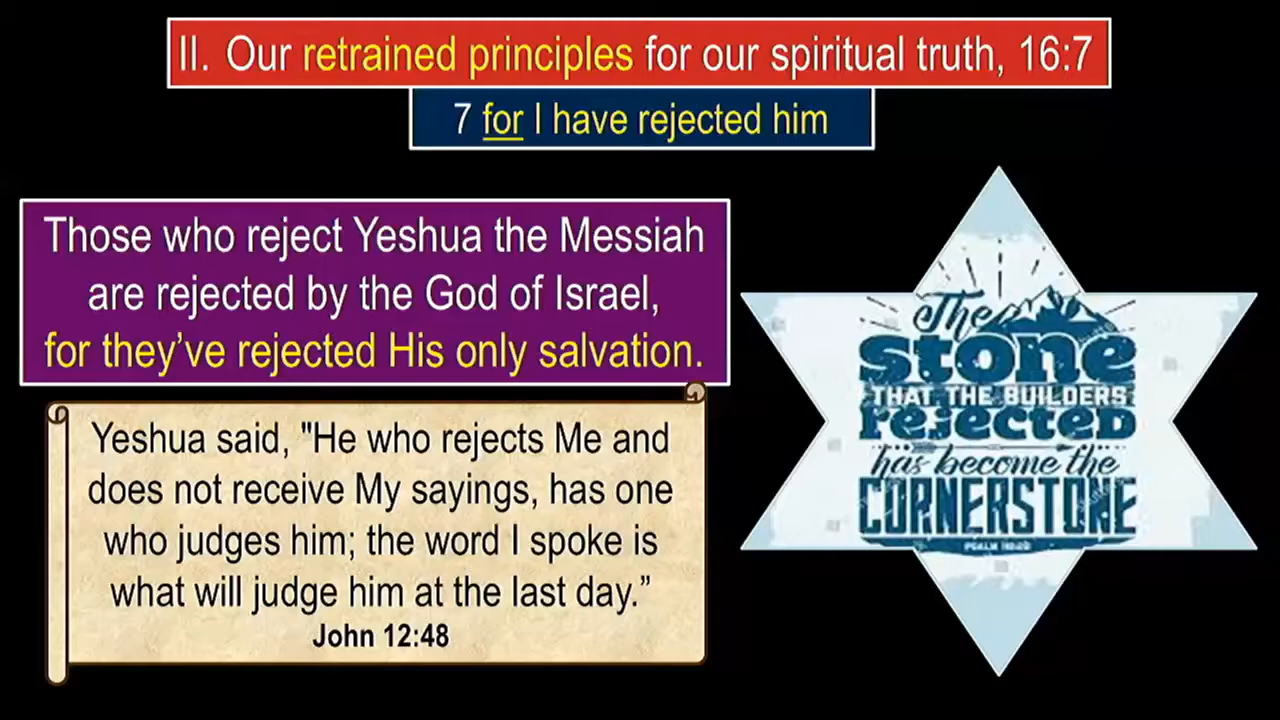 II. Our retrained principles for our spiritual truth, 16:7
7 for I have rejected him
Those who reject Yeshua the Messiah
are rejected by the God of Israel,
for they’ve rejected His only salvation.
Yeshua said, "He who rejects Me and
does not receive My sayings, has one
who judges him; the word I spoke is
what will judge him at the last day.”
John 12:48
The
stone
THAT THE BUILDERS
rejected
has become the
CORNERSTONE